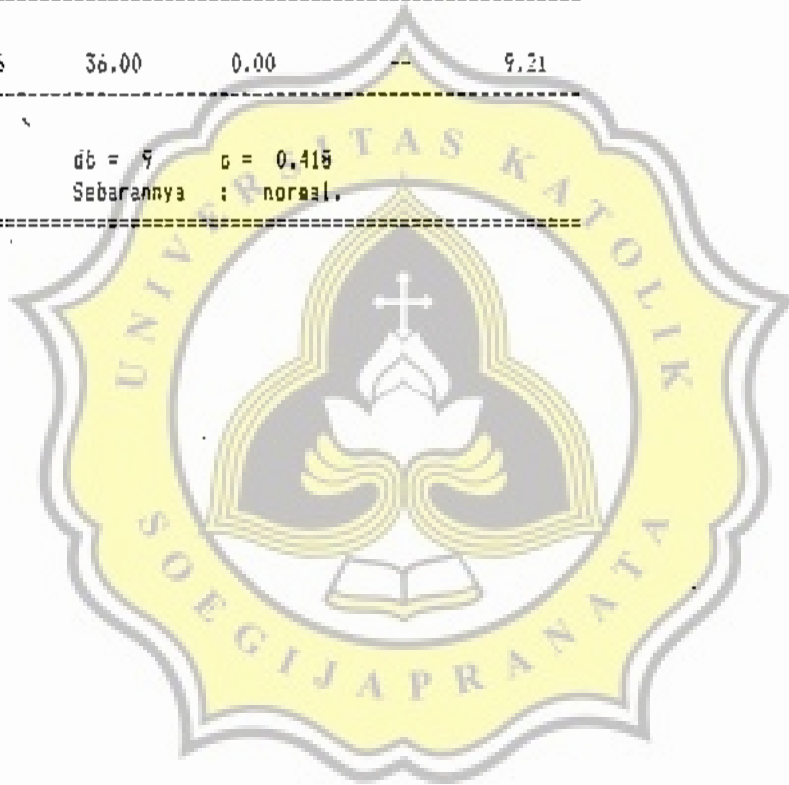 36.00 0.00 -- 9.21
db = 9 p = 0.418
Sebarannya : normal.
UNIVERSITAS KATOLIK
SOEGIJAPRANATA